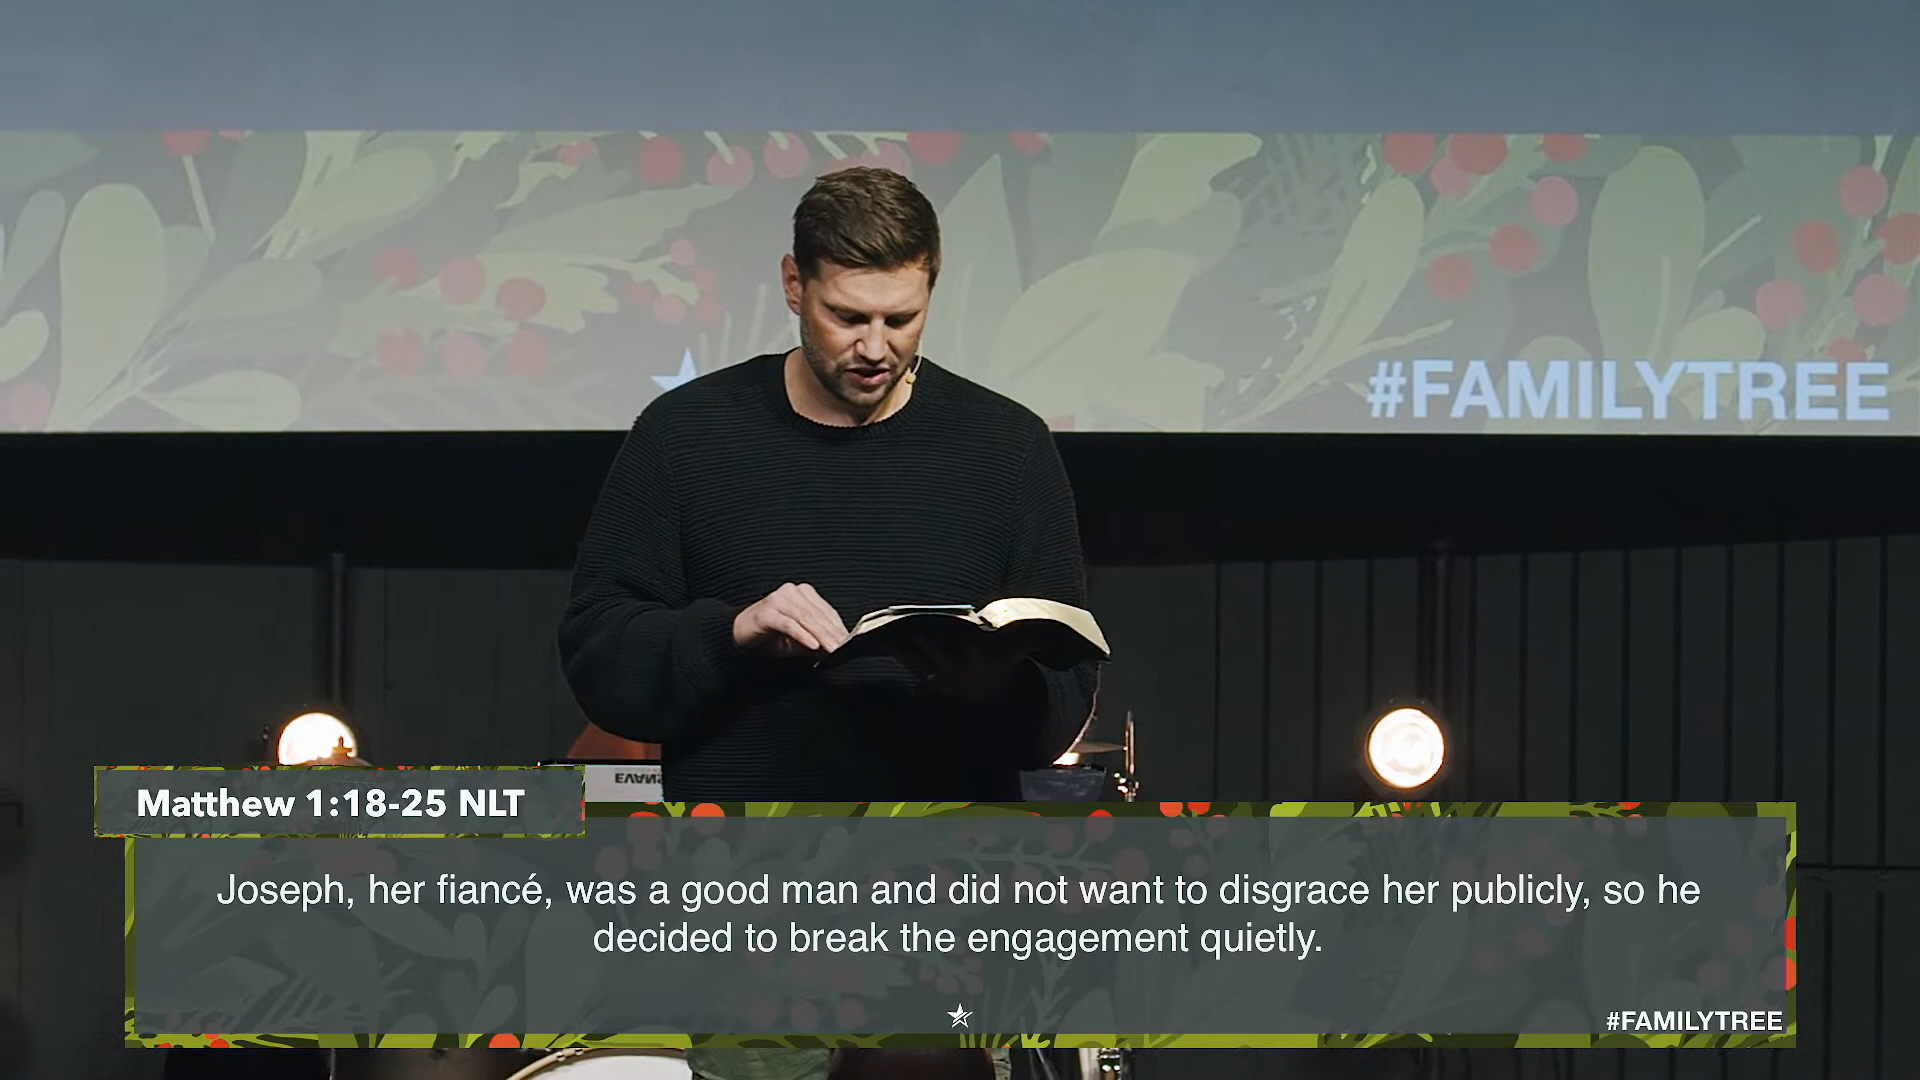 #FAMILYTREE
EVANS
Matthew 1:18-25 NLT
Joseph, her fiancé, was a good man and did not want to disgrace her publicly, so he
decided to break the engagement quietly.
#FAMILYTREE